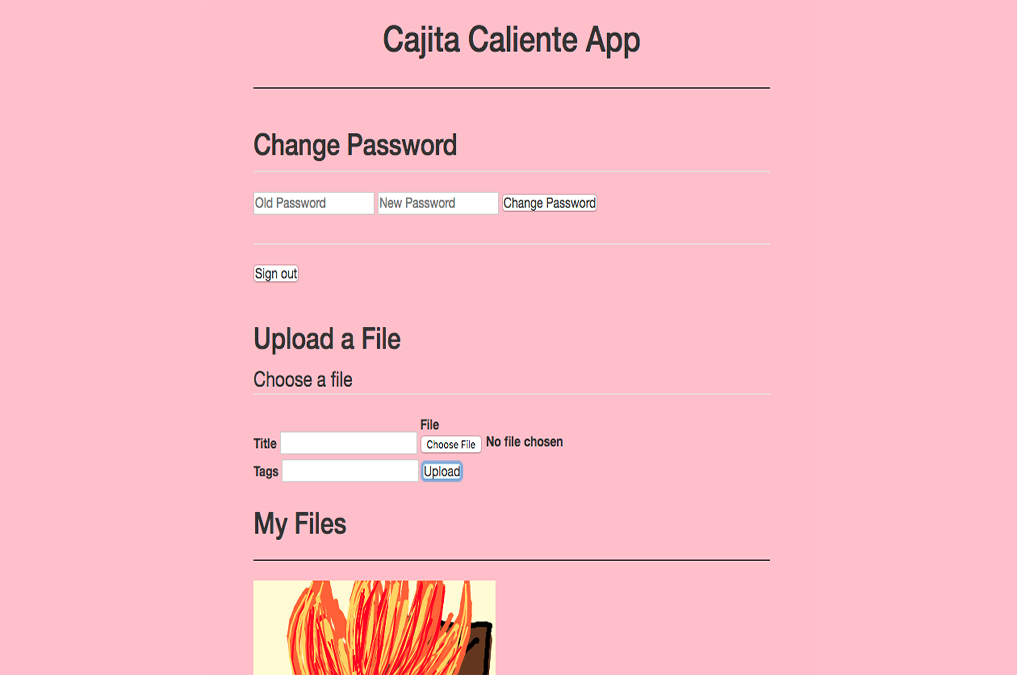 Cajita Caliente App
Change Password
Old Password New Password Change Password
Sign out
Upload a File
Choose a file
File
Title Choose File No file chosen
Tags Upload
My Files